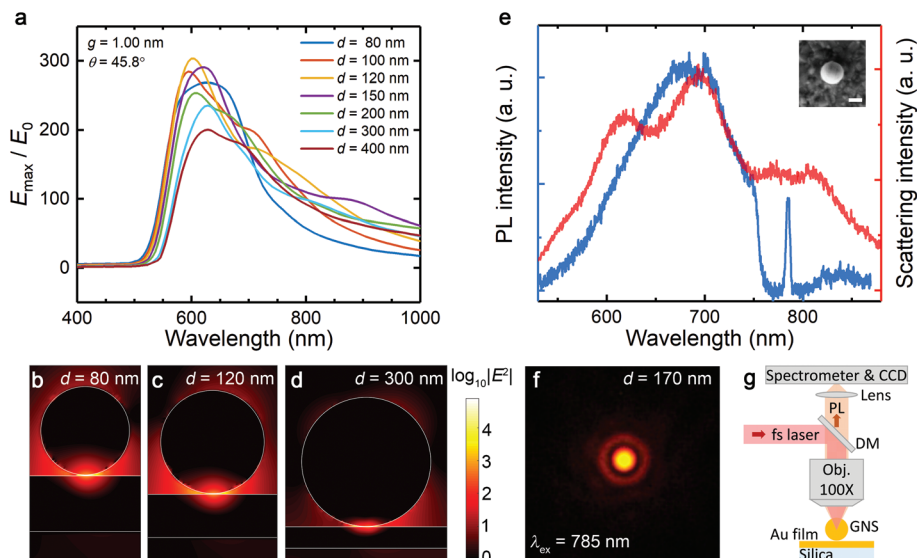 a
g = 1.00 nm
θ = 45.8°
d = 80 nm
d = 100 nm
d = 120 nm
d = 150 nm
d = 200 nm
d = 300 nm
d = 400 nm
E_max / E_0
300
200
100
0
400
600
800
1000
Wavelength (nm)
e
PL intensity (a. u.)
Scattering intensity (a. u.)
600
700
800
Wavelength (nm)
b
d = 80 nm
c
d = 120 nm
d
d = 300 nm
log₁₀|E²|
4
3
2
1
0
f
d = 170 nm
λ_ex = 785 nm
g
Spectrometer & CCD
Lens
PL
fs laser
DM
Obj.
100X
GNS
Au film
Silica